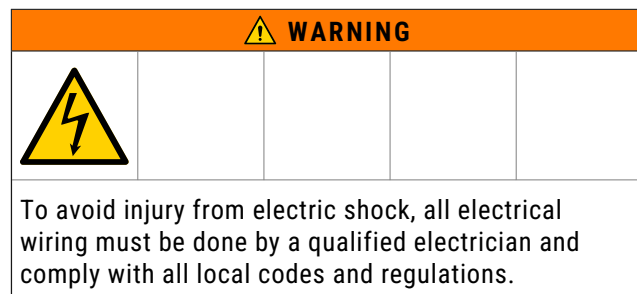 WARNING
To avoid injury from electric shock, all electrical
wiring must be done by a qualified electrician and
comply with all local codes and regulations.